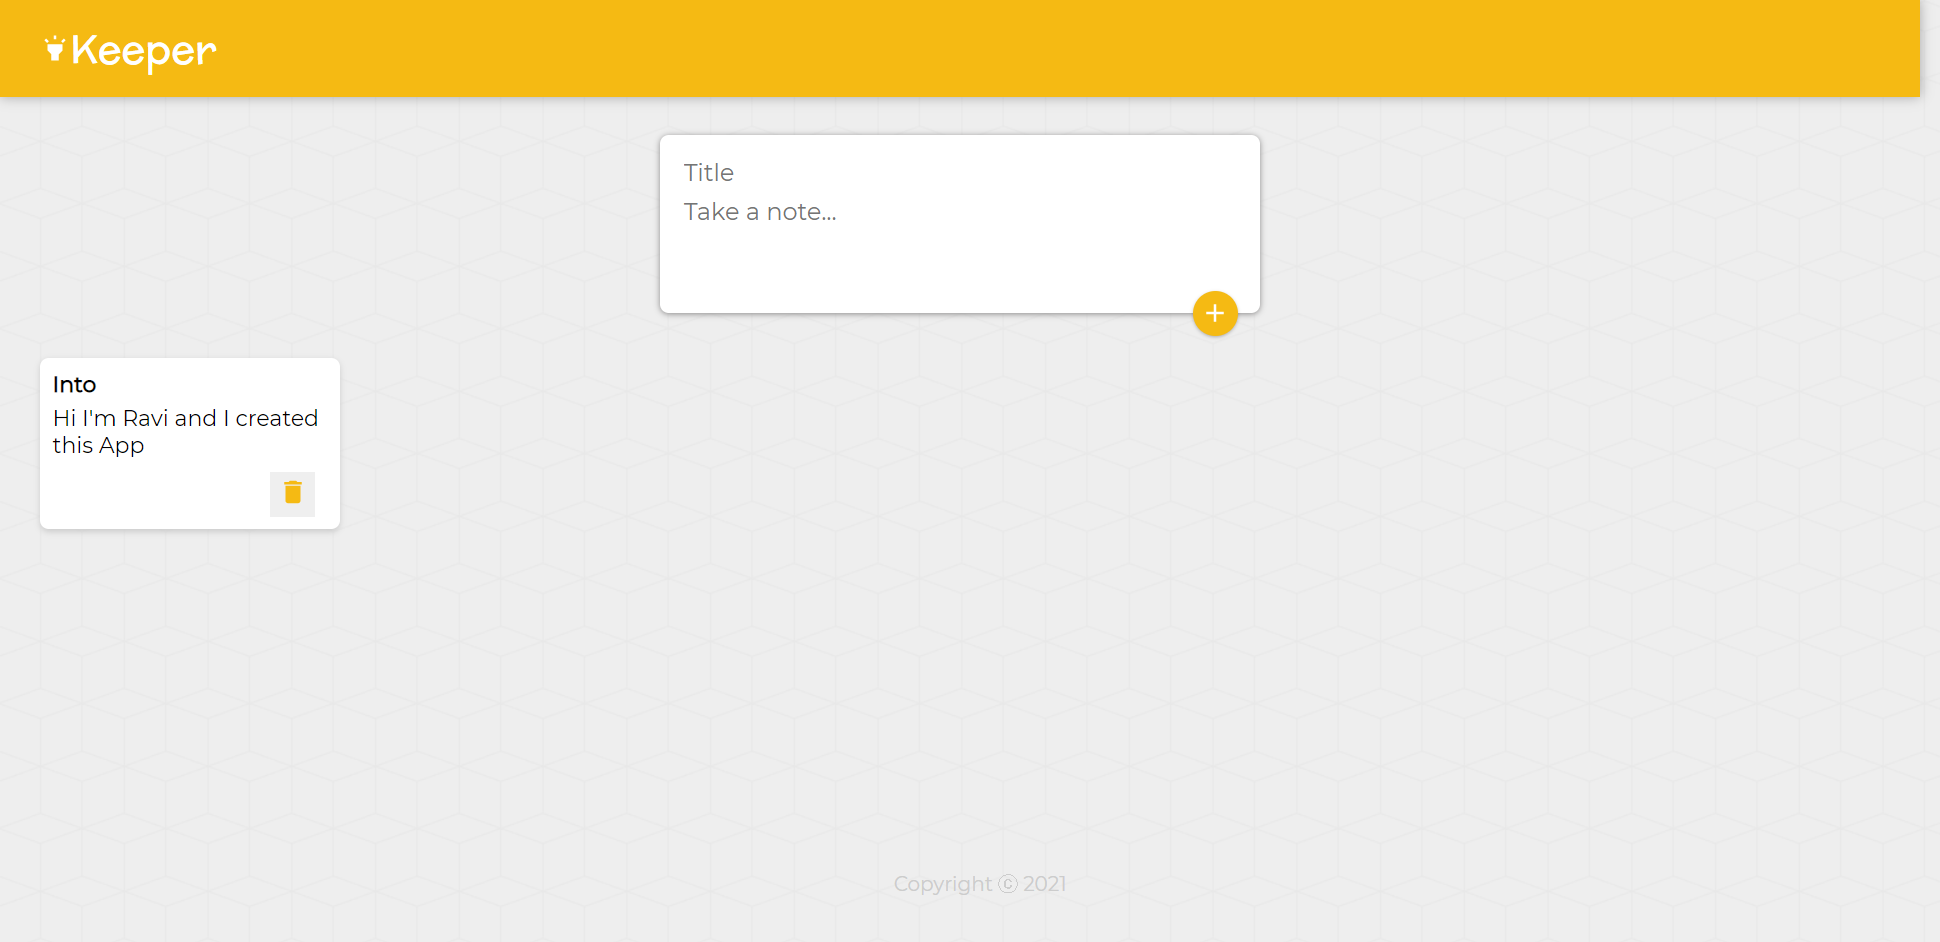 Keeper
Title
Take a note...
Into
Hi I'm Ravi and I created
this App
Copyright ⓒ 2021